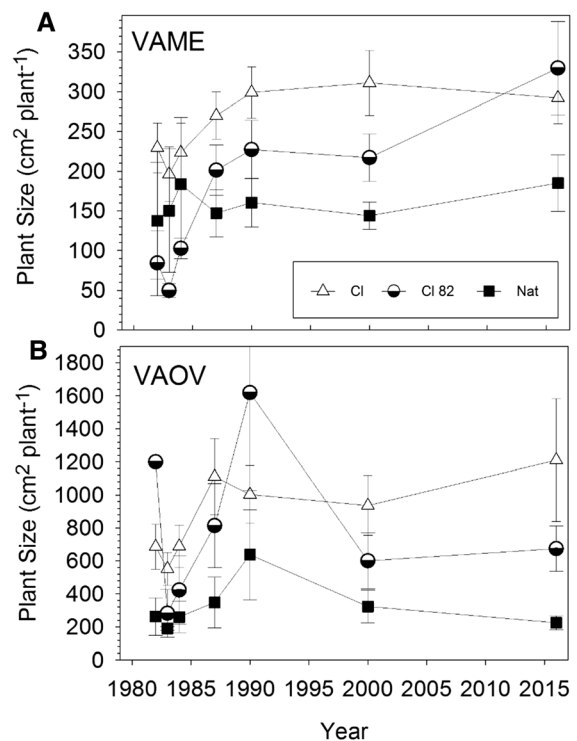 A
VAME
Plant Size (cm² plant⁻¹)
350
300
250
200
150
100
50
0
Cl
Cl 82
Nat
B
VAOV
Plant Size (cm² plant⁻¹)
1800
1600
1400
1200
1000
800
600
400
200
0
1980 1985 1990 1995 2000 2005 2010 2015
Year